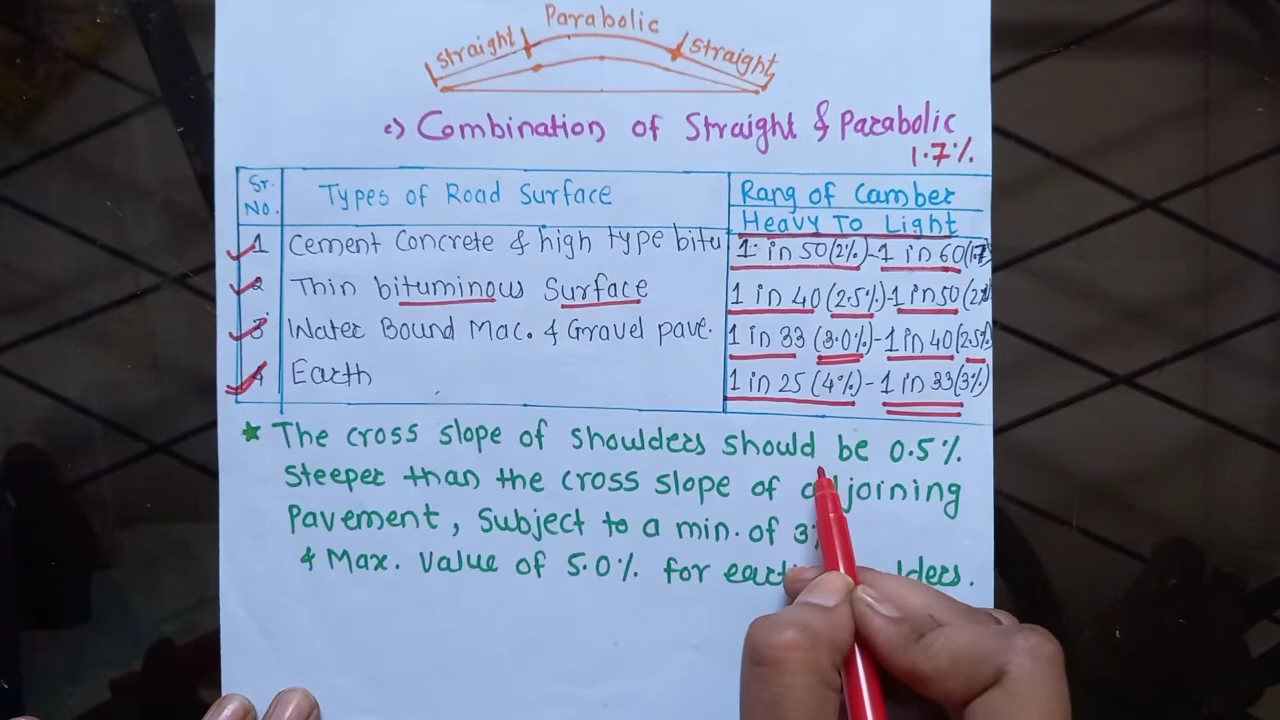 Parabolic
straight
straight
c) Combination of Straight & Parabolic
1.7%
Sr. No.
Types of Road Surface
Rang of Camber
Heavy To Light
1 Cement Concrete & high type bitu 1 in 50 (2%) - 1 in 60 (1.7
2 Thin bituminous Surface 1 in 40 (2.5%) - 1 in 50 (2%)
3 Water Bound Mac. & Gravel pave. 1 in 33 (3.0%) - 1 in 40 (2.5%
4 Earth 1 in 25 (4%) - 1 in 33 (3%)
★ The cross slope of shoulders should be 0.5%
steeper than the cross slope of adjoining
Pavement, Subject to a min. of 3%
& Max. value of 5.0% for